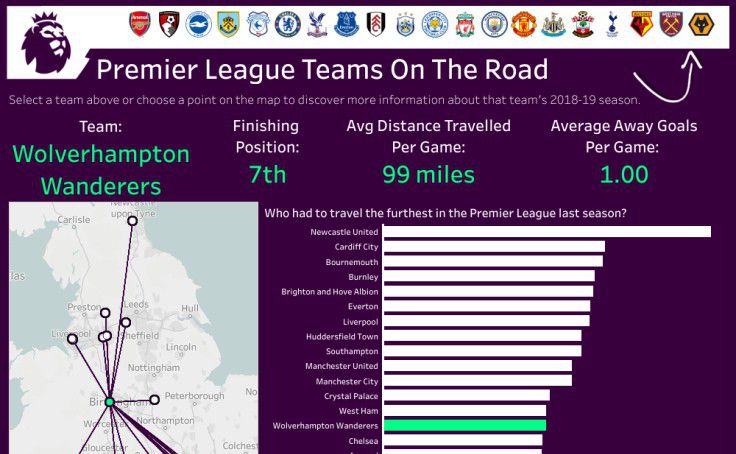 Premier League Teams On The Road
Select a team above or choose a point on the map to discover more information about that team's 2018-19 season.
Team:
Wolverhampton
Wanderers
Finishing
Position:
7th
Avg Distance Travelled
Per Game:
99 miles
Average Away Goals
Per Game:
1.00
Newcastle
upon Tyne
Carlisle
Preston
Leeds
Hull
Liverpool
Sheffield
Lincoln
Nottingham
Peterborough
Northampton
Colchest
Who had to travel the furthest in the Premier League last season?
Newcastle United
Cardiff City
Bournemouth
Burnley
Brighton and Hove Albion
Everton
Liverpool
Huddersfield Town
Southampton
Manchester United
Manchester City
Crystal Palace
West Ham
Wolverhampton Wanderers
Chelsea